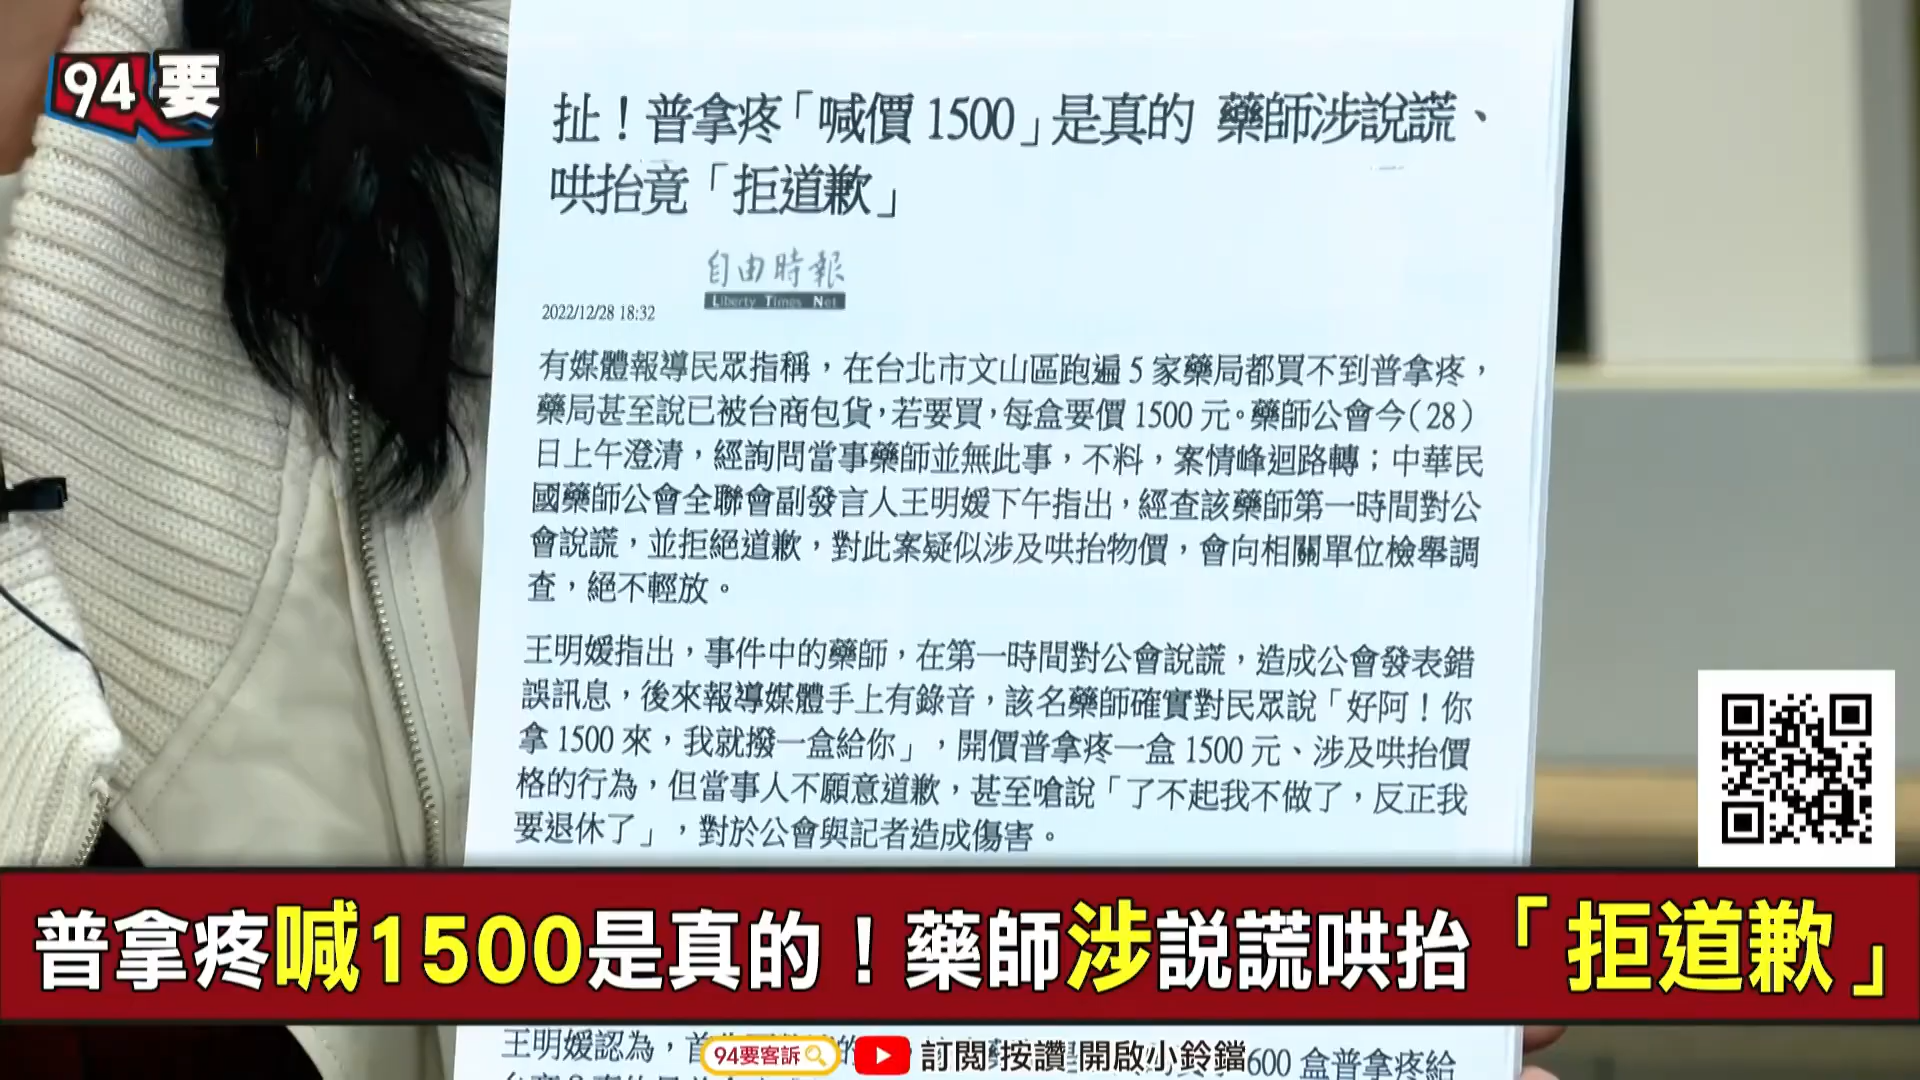 94要
扯！普拿疼「喊價1500」是真的 藥師涉說謊、
哄抬竟「拒道歉」
自由時報
Liberty Times Net
2022/12/28 18:32
有媒體報導民眾指稱，在台北市文山區跑遍5家藥局都買不到普拿疼，
藥局甚至說已被台商包貨，若要買，每盒要價1500元。藥師公會今（28）
日上午澄清，經詢問當事藥師並無此事，不料，案情峰迴路轉；中華民
國藥師公會全聯會副發言人王明媛下午指出，經查該藥師第一時間對公
會說謊，並拒絕道歉，對此案疑似涉及哄抬物價，會向相關單位檢舉調
查，絕不輕放。
王明媛指出，事件中的藥師，在第一時間對公會說謊，造成公會發表錯
誤訊息，後來報導媒體手上有錄音，該名藥師確實對民眾說「好阿！你
拿1500來，我就撥一盒給你」，開價普拿疼一盒1500元、涉及哄抬價
格的行為，但當事人不願意道歉，甚至嗆說「了不起我不做了，反正我
要退休了」，對於公會與記者造成傷害。
普拿疼喊1500是真的！藥師涉説謊哄抬「拒道歉」
王明媛認為，首
600盒普拿疼給
94要客訴
訂閱 按讚 開啟小鈴鐺